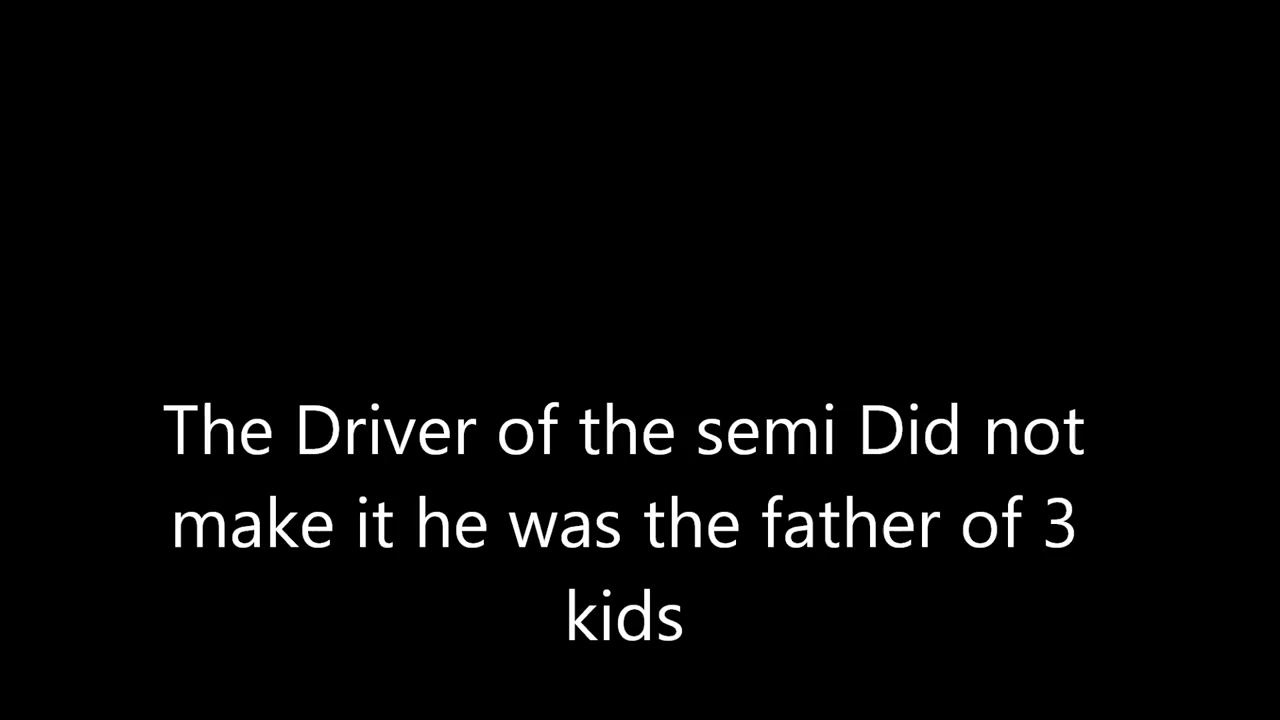 The Driver of the semi Did not
make it he was the father of 3
kids